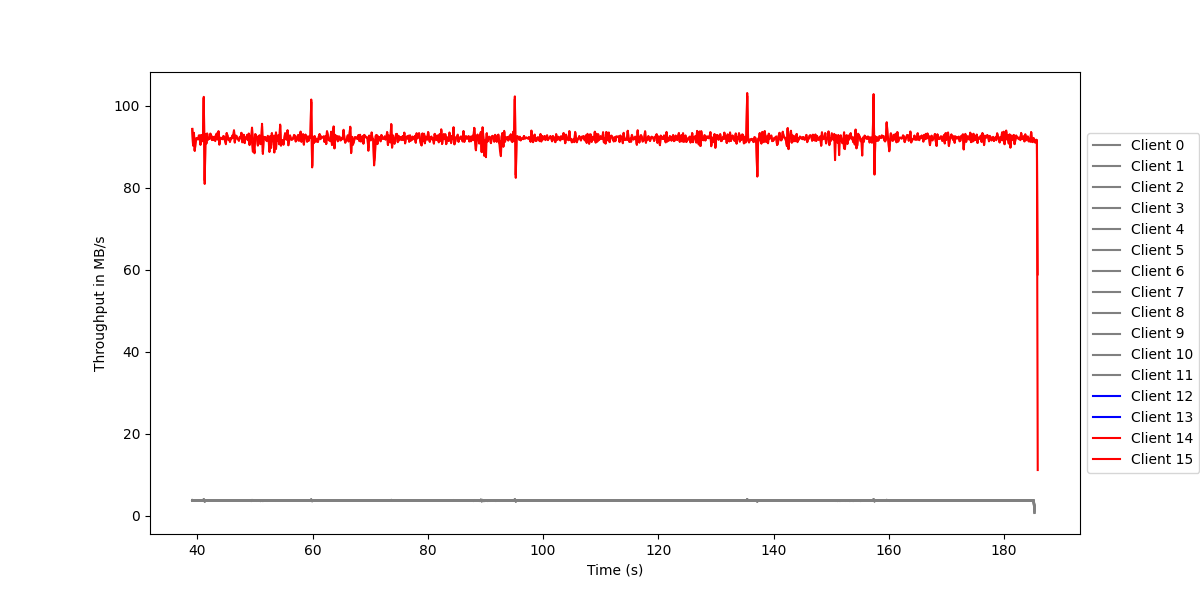 Throughput in MB/s
100
80
60
40
20
0
40 60 80 100 120 140 160 180
Time (s)
Client 0
Client 1
Client 2
Client 3
Client 4
Client 5
Client 6
Client 7
Client 8
Client 9
Client 10
Client 11
Client 12
Client 13
Client 14
Client 15